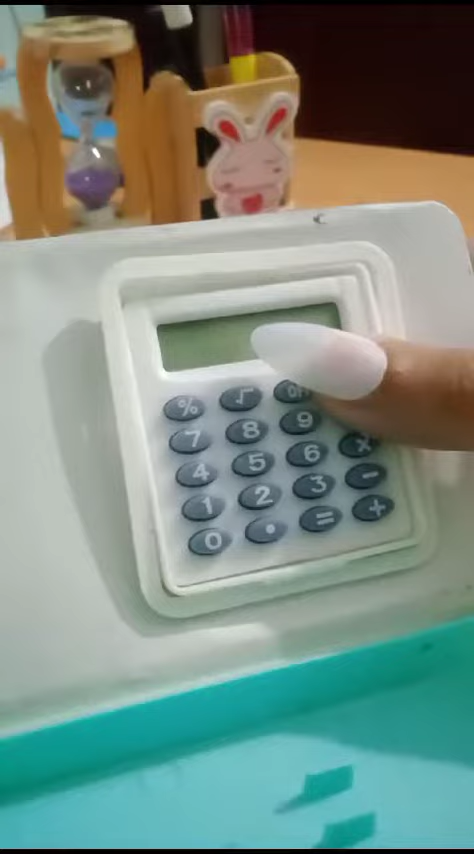 % √
7 8 9
4 5 6 ×
1 2 3 −
0 . = +